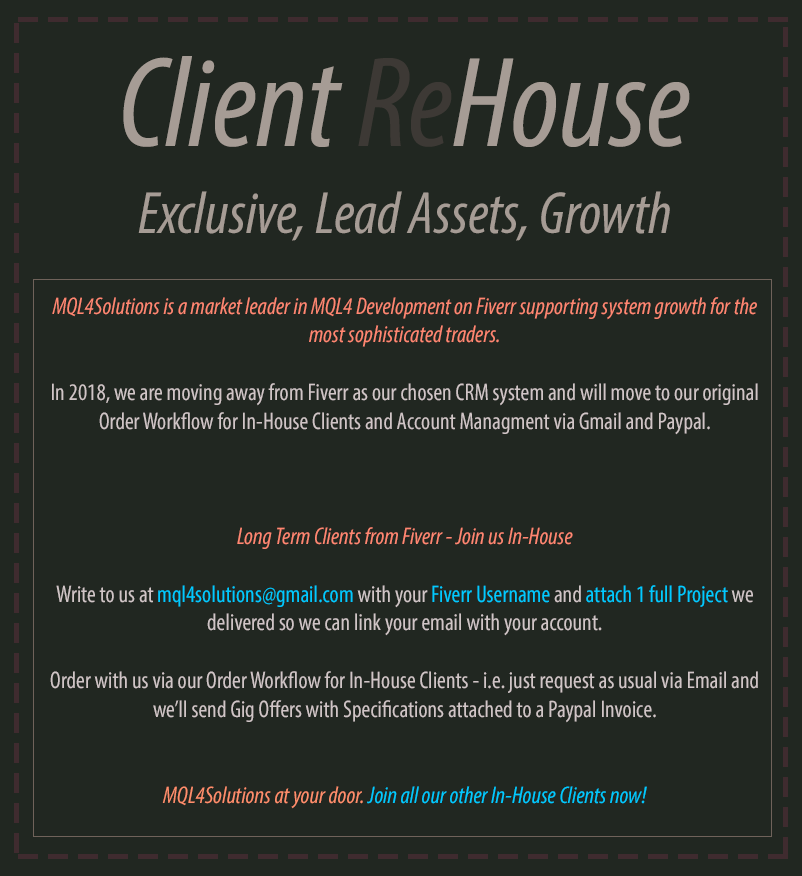 Client ReHouse
Exclusive, Lead Assets, Growth
MQL4Solutions is a market leader in MQL4 Development on Fiverr supporting system growth for the
most sophisticated traders.
In 2018, we are moving away from Fiverr as our chosen CRM system and will move to our original
Order Workflow for In-House Clients and Account Managment via Gmail and Paypal.
Long Term Clients from Fiverr - Join us In-House
Write to us at mql4solutions@gmail.com with your Fiverr Username and attach 1 full Project we
delivered so we can link your email with your account.
Order with us via our Order Workflow for In-House Clients - i.e. just request as usual via Email and
we'll send Gig Offers with Specifications attached to a Paypal Invoice.
MQL4Solutions at your door. Join all our other In-House Clients now!